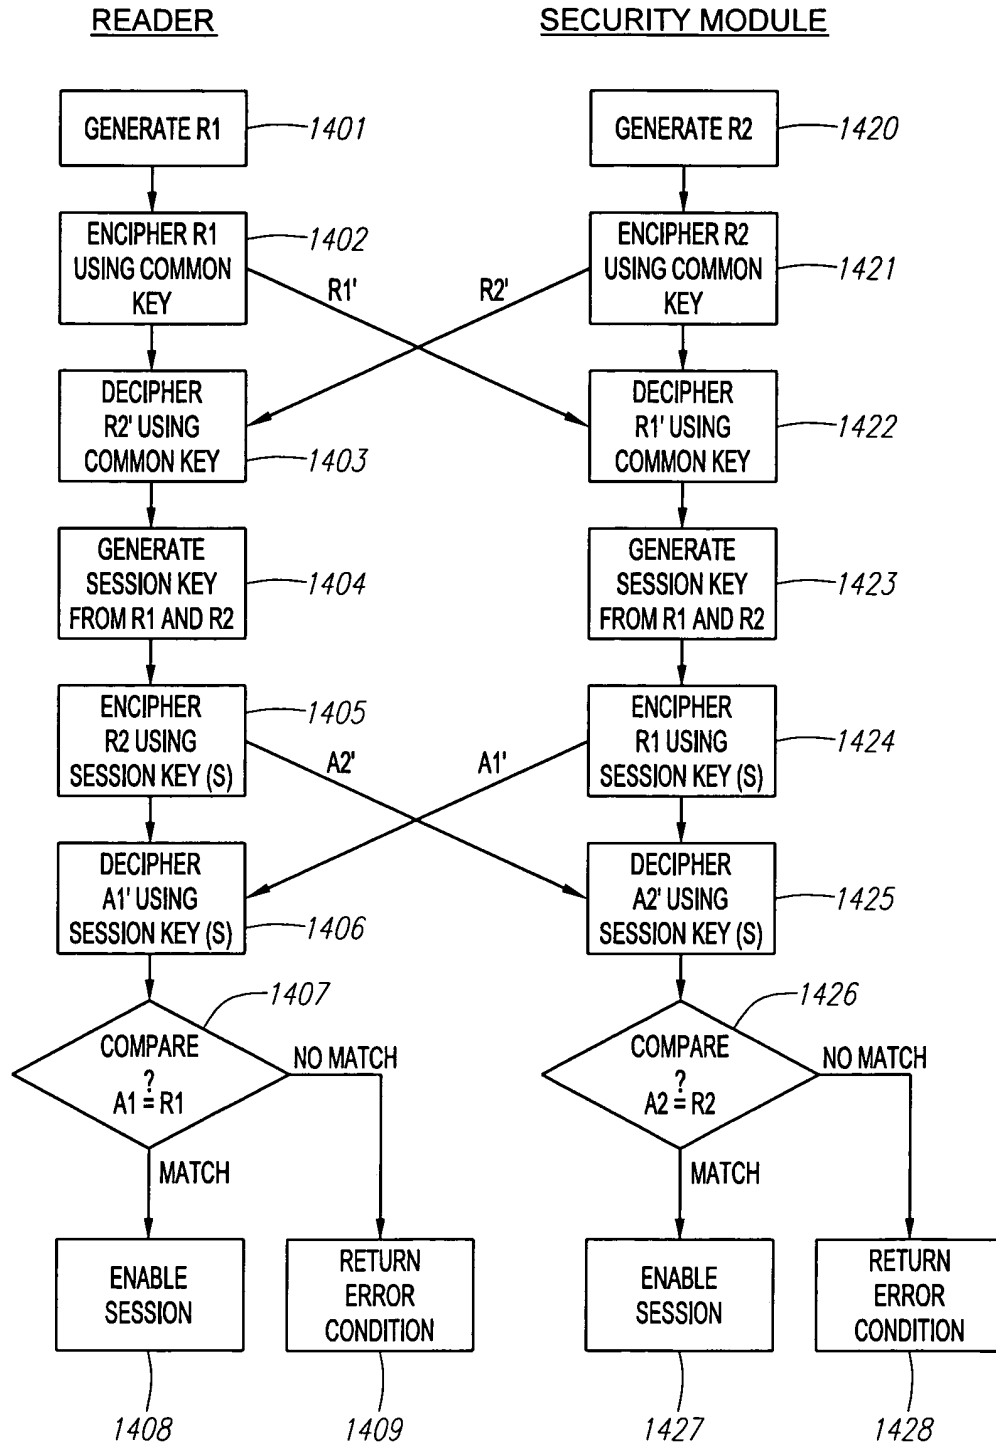 READER
SECURITY MODULE
GENERATE R1
1401
GENERATE R2
1420
ENCIPHER R1
USING COMMON
KEY
1402
ENCIPHER R2
USING COMMON
KEY
1421
R1'
R2'
DECIPHER
R2' USING
COMMON KEY
1403
DECIPHER
R1' USING
COMMON KEY
1422
GENERATE
SESSION KEY
FROM R1 AND R2
1404
GENERATE
SESSION KEY
FROM R1 AND R2
1423
ENCIPHER
R2 USING
SESSION KEY (S)
1405
ENCIPHER
R1 USING
SESSION KEY (S)
1424
A2'
A1'
DECIPHER
A1' USING
SESSION KEY (S)
1406
DECIPHER
A2' USING
SESSION KEY (S)
1425
1407
COMPARE
?
A1 = R1
NO MATCH
MATCH
1426
COMPARE
?
A2 = R2
NO MATCH
MATCH
ENABLE
SESSION
RETURN
ERROR
CONDITION
ENABLE
SESSION
RETURN
ERROR
CONDITION
1408
1409
1427
1428